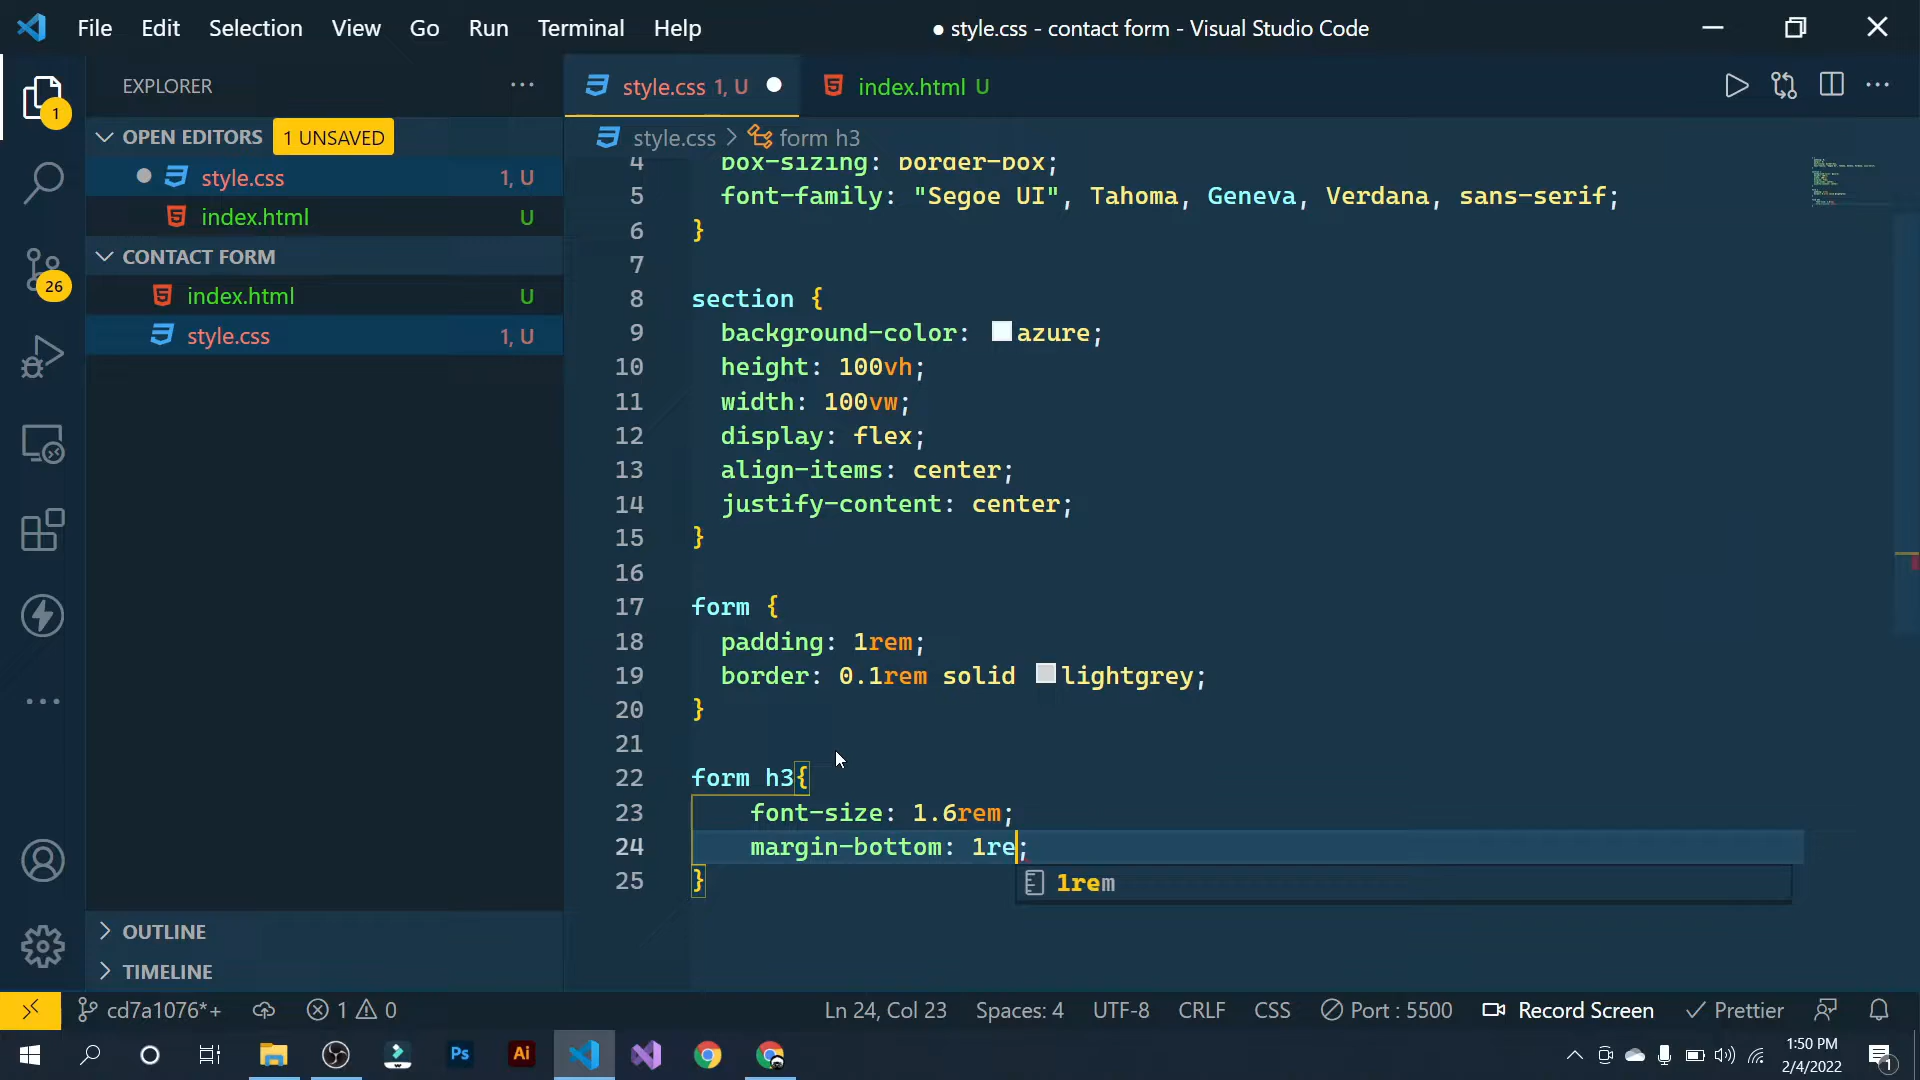 File Edit Selection View Go Run Terminal Help
● style.css - contact form - Visual Studio Code
EXPLORER
style.css 1, U
index.html U
1
OPEN EDITORS 1 UNSAVED
style.css > form h3
style.css 1, U
index.html U
CONTACT FORM
index.html U
style.css 1, U
26
4 box-sizing: border-box;
5 font-family: "Segoe UI", Tahoma, Geneva, Verdana, sans-serif;
6 }
7
8 section {
9 background-color: azure;
10 height: 100vh;
11 width: 100vw;
12 display: flex;
13 align-items: center;
14 justify-content: center;
15 }
16
17 form {
18 padding: 1rem;
19 border: 0.1rem solid lightgrey;
20 }
21
22 form h3{
23 font-size: 1.6rem;
24 margin-bottom: 1re;
25 }
1rem
OUTLINE
TIMELINE
cd7a1076*+ 1 0
Ln 24, Col 23 Spaces: 4 UTF-8 CRLF CSS Port : 5500 Record Screen Prettier
Ps Ai
1:50 PM
2/4/2022
1